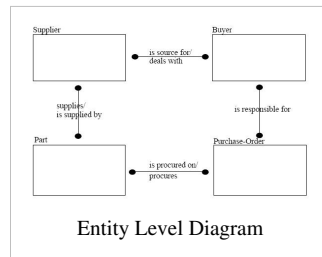 Supplier
Buyer
is source for/
deals with
supplies/
is supplied by
is responsible for
Part
Purchase-Order
is procured on/
procures
Entity Level Diagram